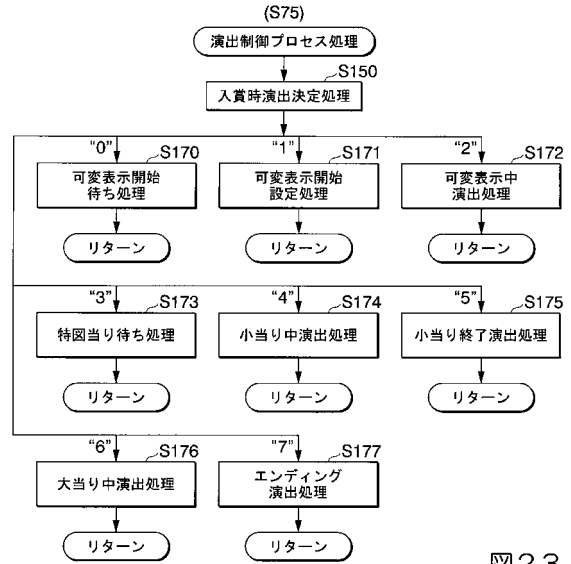 (S75)
演出制御プロセス処理
S150
入賞時演出決定処理
"0"
S170
可変表示開始
待ち処理
リターン
"1"
S171
可変表示開始
設定処理
リターン
"2"
S172
可変表示中
演出処理
リターン
"3"
S173
特図当り待ち処理
リターン
"4"
S174
小当り中演出処理
リターン
"5"
S175
小当り終了演出処理
リターン
"6"
S176
大当り中演出処理
リターン
"7"
S177
エンディング
演出処理
リターン
図23